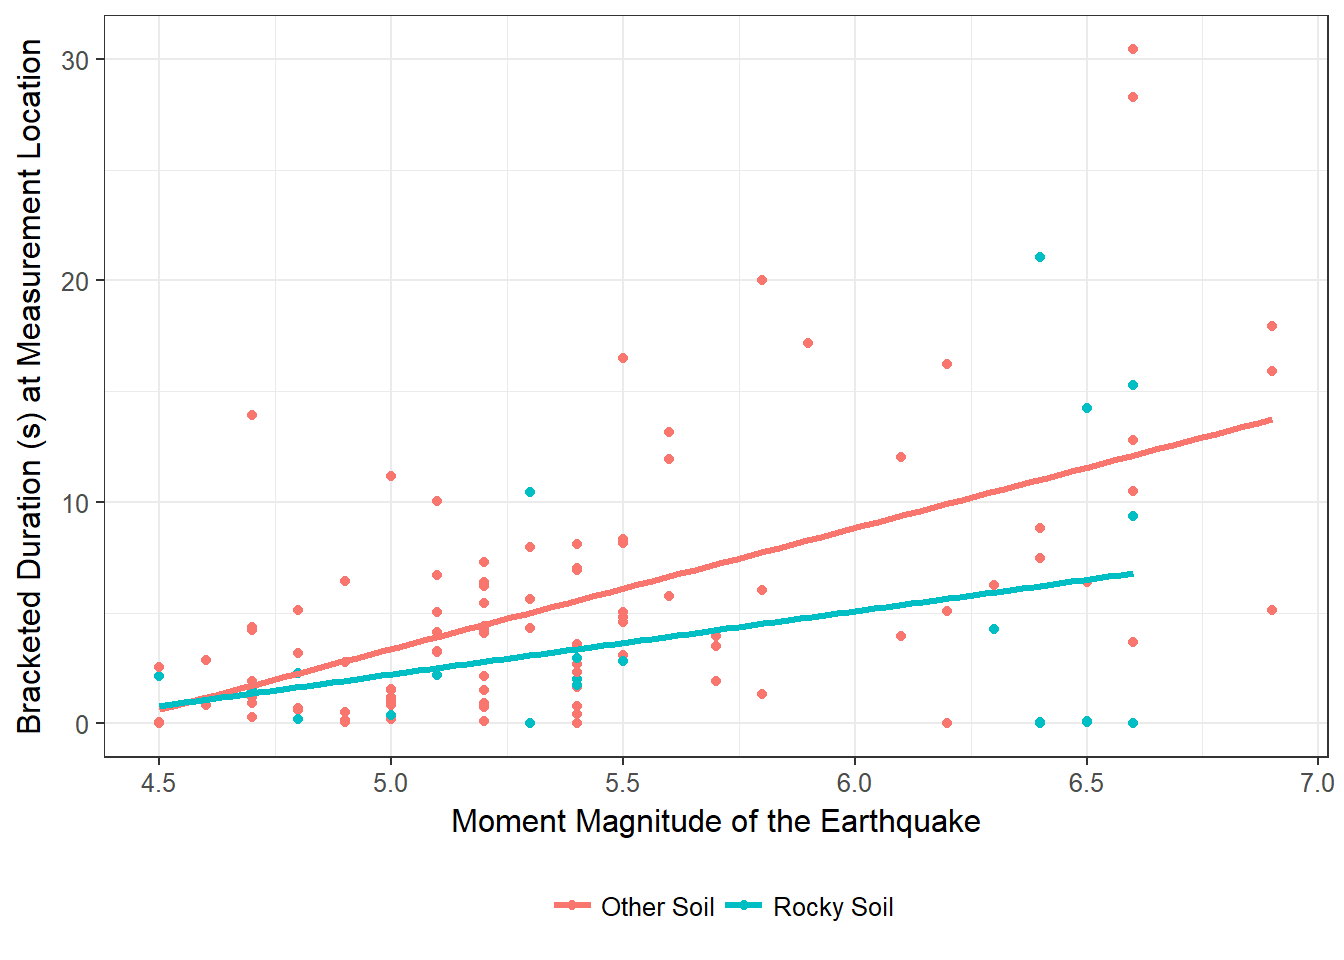 Bracketed Duration (s) at Measurement Location
30
20
10
0
4.5 5.0 5.5 6.0 6.5 7.0
Moment Magnitude of the Earthquake
Other Soil Rocky Soil